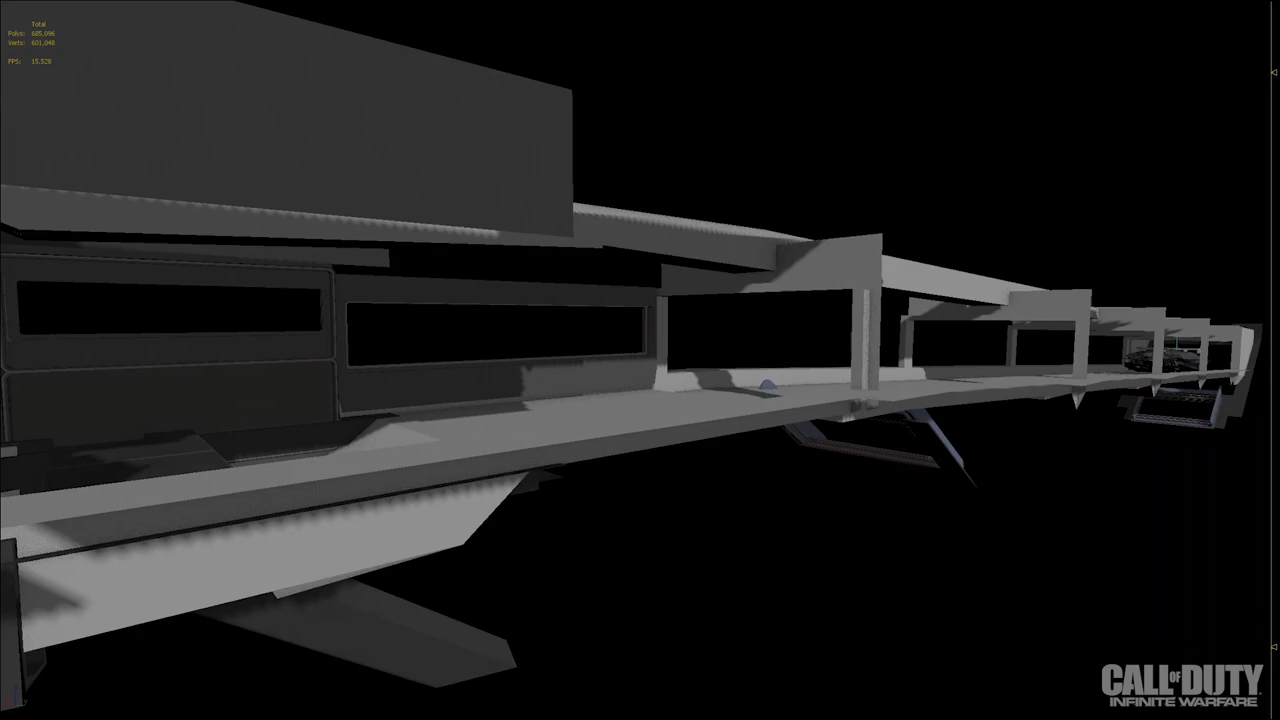 Total
Polys: 685,096
Verts: 601,048
FPS: 15.528
CALL OF DUTY
INFINITE WARFARE